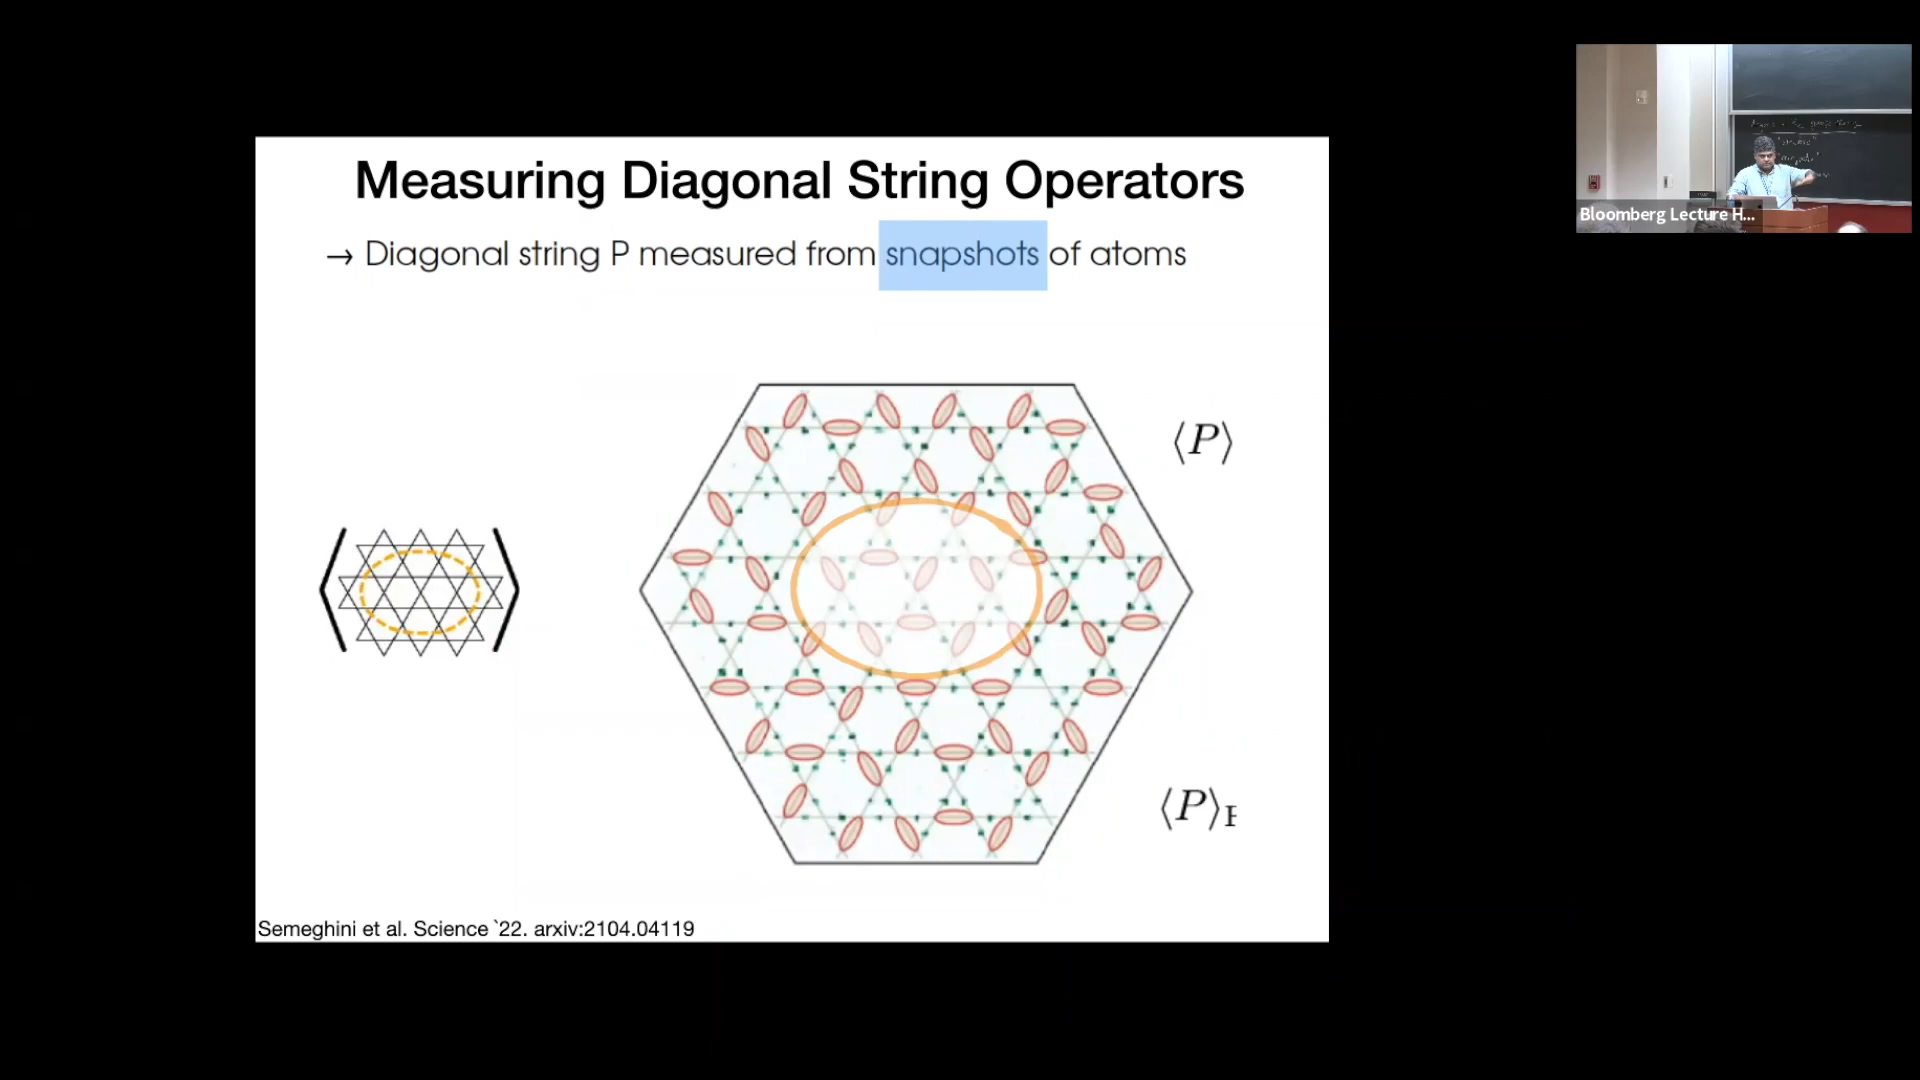 Measuring Diagonal String Operators
→ Diagonal string P measured from snapshots of atoms
⟨P⟩
⟨P⟩
Semeghini et al. Science `22. arxiv:2104.04119
Bloomberg Lecture H...